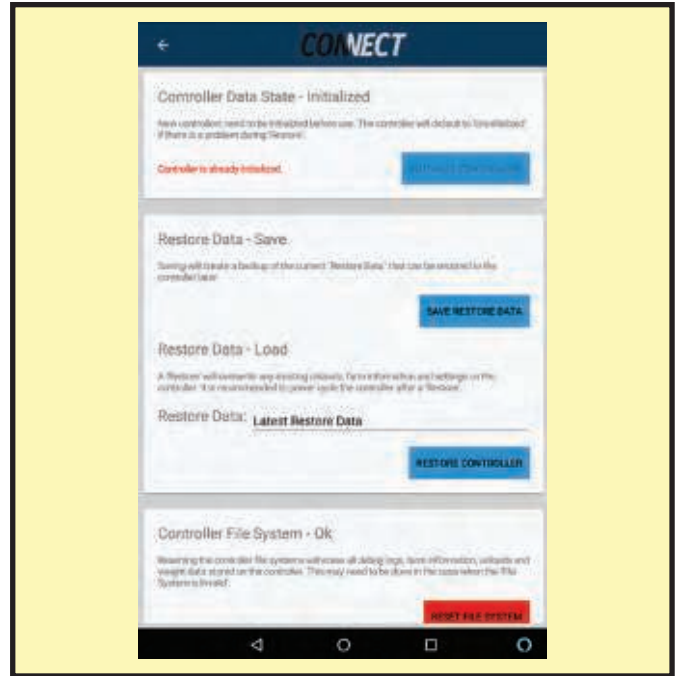 CONNECT
Controller Data State - Initialized
New controllers need to be initialized before use. The controller will default to 'Uninitialized'
if there is a problem during 'Restore'.
Controller is already initialized.
INITIALIZE CONTROLLER
Restore Data - Save
Saving will create a backup of the current 'Restore Data' that can be restored to the
controller later.
SAVE RESTORE DATA
Restore Data - Load
A 'Restore' will overwrite any existing unloads, farm information and settings on the
controller. It is recommended to power cycle the controller after a 'Restore'.
Restore Data: Latest Restore Data
RESTORE CONTROLLER
Controller File System - Ok
Resetting the controller file systems will erase all debug logs, farm information, unloads and
weight data stored on the controller. This may need to be done in the case when the 'File
System is Invalid'.
RESET FILE SYSTEM